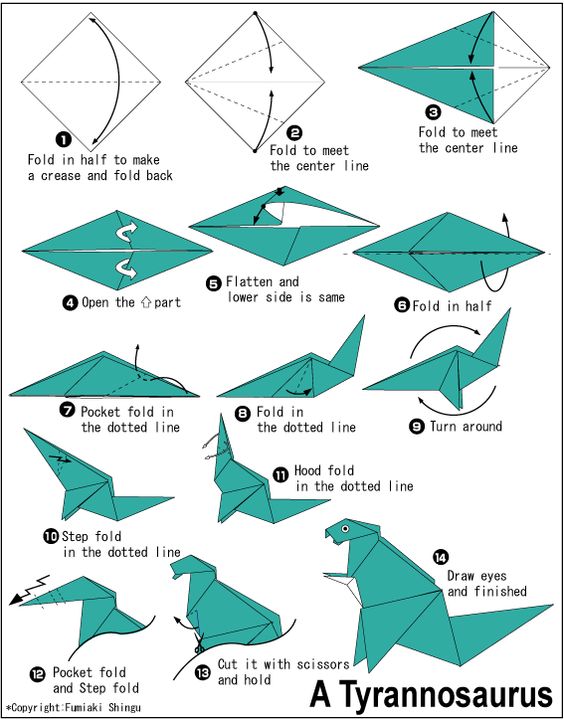 1 Fold in half to make
a crease and fold back
2 Fold to meet
the center line
3 Fold to meet
the center line
4 Open the ⇧ part
5 Flatten and
lower side is same
6 Fold in half
7 Pocket fold in
the dotted line
8 Fold in
the dotted line
9 Turn around
10 Step fold
in the dotted line
11 Hood fold
in the dotted line
12 Pocket fold
and Step fold
13 Cut it with scissors
and hold
14 Draw eyes
and finished
A Tyrannosaurus
*Copyright:Fumiaki Shingu